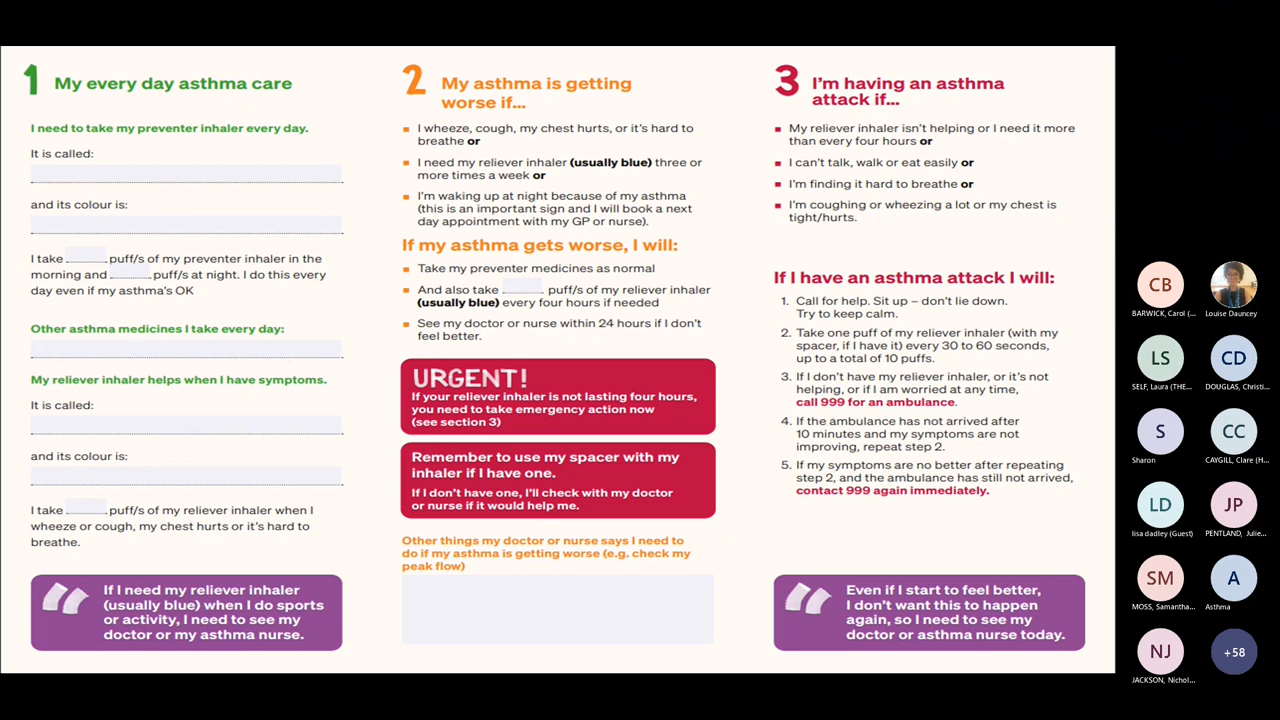 1 My every day asthma care
I need to take my preventer inhaler every day.
It is called:
and its colour is:
I take puff/s of my preventer inhaler in the
morning and puff/s at night. I do this every
day even if my asthma's OK
Other asthma medicines I take every day:
My reliever inhaler helps when I have symptoms.
It is called:
and its colour is:
I take puff/s of my reliever inhaler when I
wheeze or cough, my chest hurts or it's hard to
breathe.
If I need my reliever inhaler
(usually blue) when I do sports
or activity, I need to see my
doctor or my asthma nurse.
2 My asthma is getting
worse if...
I wheeze, cough, my chest hurts, or it's hard to
breathe or
I need my reliever inhaler (usually blue) three or
more times a week or
I'm waking up at night because of my asthma
(this is an important sign and I will book a next
day appointment with my GP or nurse).
If my asthma gets worse, I will:
Take my preventer medicines as normal
And also take puff/s of my reliever inhaler
(usually blue) every four hours if needed
See my doctor or nurse within 24 hours if I don't
feel better.
URGENT!
If your reliever inhaler is not lasting four hours,
you need to take emergency action now
(see section 3)
Remember to use my spacer with my
inhaler if I have one.
If I don't have one, I'll check with my doctor
or nurse if it would help me.
Other things my doctor or nurse says I need to
do if my asthma is getting worse (e.g. check my
peak flow)
3 I'm having an asthma
attack if...
My reliever inhaler isn't helping or I need it more
than every four hours or
I can't talk, walk or eat easily or
I'm finding it hard to breathe or
I'm coughing or wheezing a lot or my chest is
tight/hurts.
If I have an asthma attack I will:
1. Call for help. Sit up – don't lie down.
Try to keep calm.
2. Take one puff of my reliever inhaler (with my
spacer, if I have it) every 30 to 60 seconds,
up to a total of 10 puffs.
3. If I don't have my reliever inhaler, or it's not
helping, or if I am worried at any time,
call 999 for an ambulance.
4. If the ambulance has not arrived after
10 minutes and my symptoms are not
improving, repeat step 2.
5. If my symptoms are no better after repeating
step 2, and the ambulance has still not arrived,
contact 999 again immediately.
Even if I start to feel better,
I don't want this to happen
again, so I need to see my
doctor or asthma nurse today.
CB
BARWICK, Carol (...
Louise Dauncey
LS
SELF, Laura (THE...
CD
DOUGLAS, Christi...
S
Sharon
CC
CAYGILL, Clare (H...
LD
lisa dadley (Guest)
JP
PENTLAND, Julie...
SM
MOSS, Samantha...
A
Asthma
NJ
JACKSON, Nichol...
+58